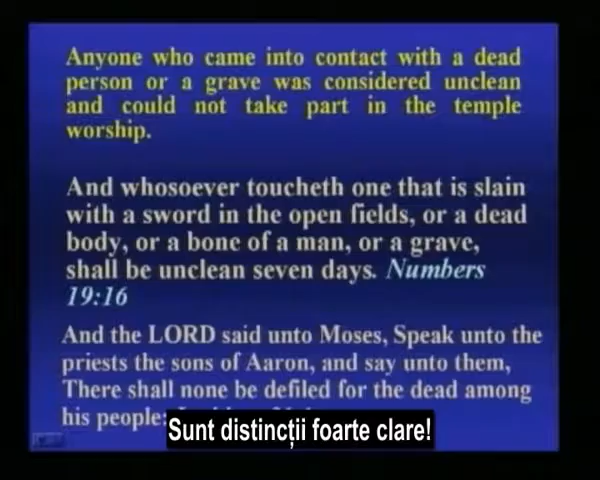 Anyone who came into contact with a dead
person or a grave was considered unclean
and could not take part in the temple
worship.
And whosoever toucheth one that is slain
with a sword in the open fields, or a dead
body, or a bone of a man, or a grave,
shall be unclean seven days. Numbers
19:16
And the LORD said unto Moses, Speak unto the
priests the sons of Aaron, and say unto them,
There shall none be defiled for the dead among
his people:
Sunt distincții foarte clare!